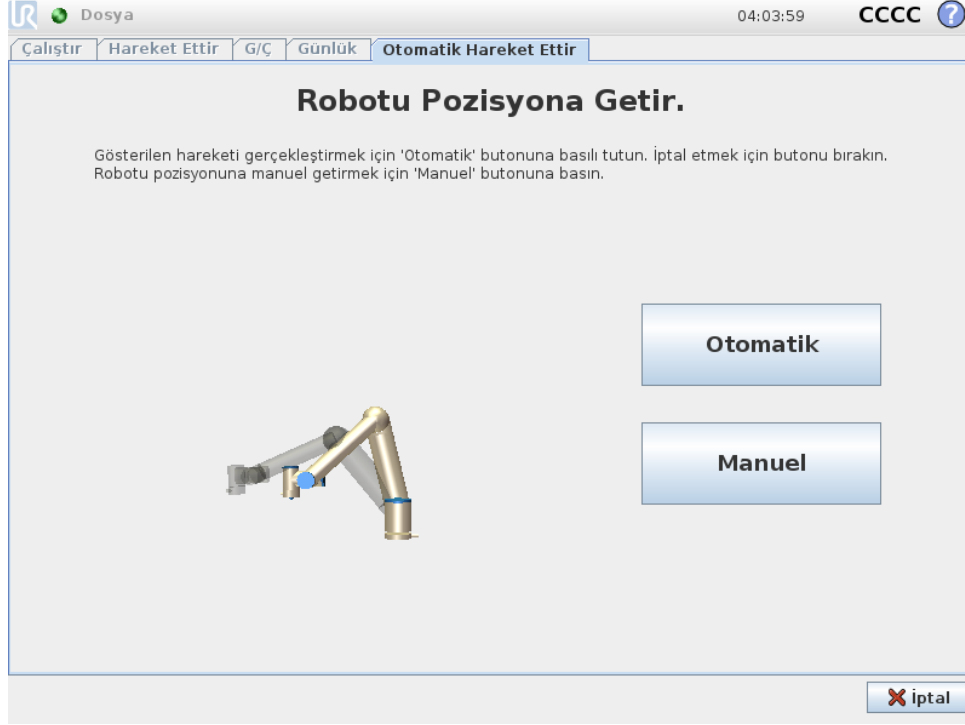 UR Dosya 04:03:59 CCCC ?
Çalıştır Hareket Ettir G/Ç Günlük Otomatik Hareket Ettir
Robotu Pozisyona Getir.
Gösterilen hareketi gerçekleştirmek için 'Otomatik' butonuna basılı tutun. İptal etmek için butonu bırakın.
Robotu pozisyonuna manuel getirmek için 'Manuel' butonuna basın.
Otomatik
Manuel
İptal